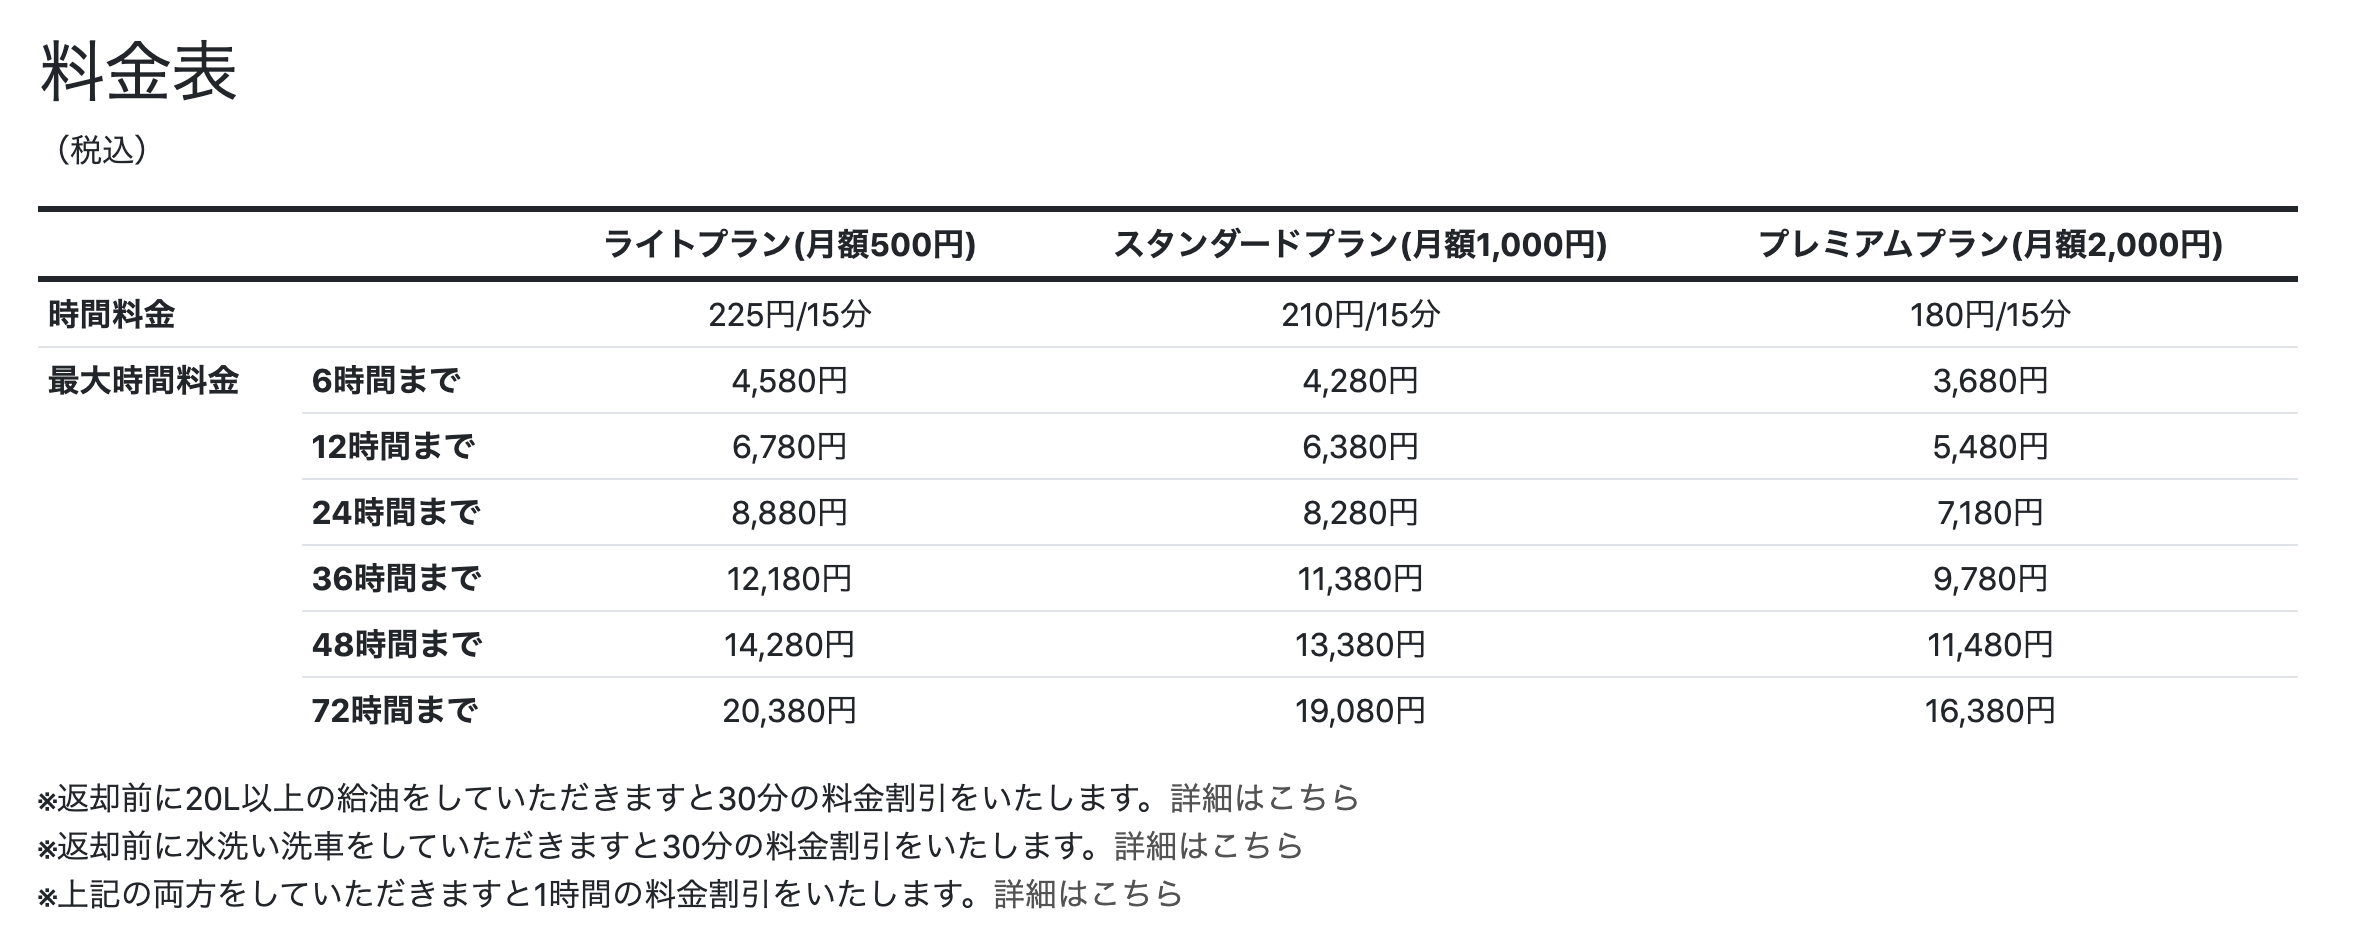 料金表
（税込）
ライトプラン(月額500円) スタンダードプラン(月額1,000円) プレミアムプラン(月額2,000円)
時間料金 225円/15分 210円/15分 180円/15分
最大時間料金 6時間まで 4,580円 4,280円 3,680円
12時間まで 6,780円 6,380円 5,480円
24時間まで 8,880円 8,280円 7,180円
36時間まで 12,180円 11,380円 9,780円
48時間まで 14,280円 13,380円 11,480円
72時間まで 20,380円 19,080円 16,380円
※返却前に20L以上の給油をしていただきますと30分の料金割引をいたします。詳細はこちら
※返却前に水洗い洗車をしていただきますと30分の料金割引をいたします。詳細はこちら
※上記の両方をしていただきますと1時間の料金割引をいたします。詳細はこちら